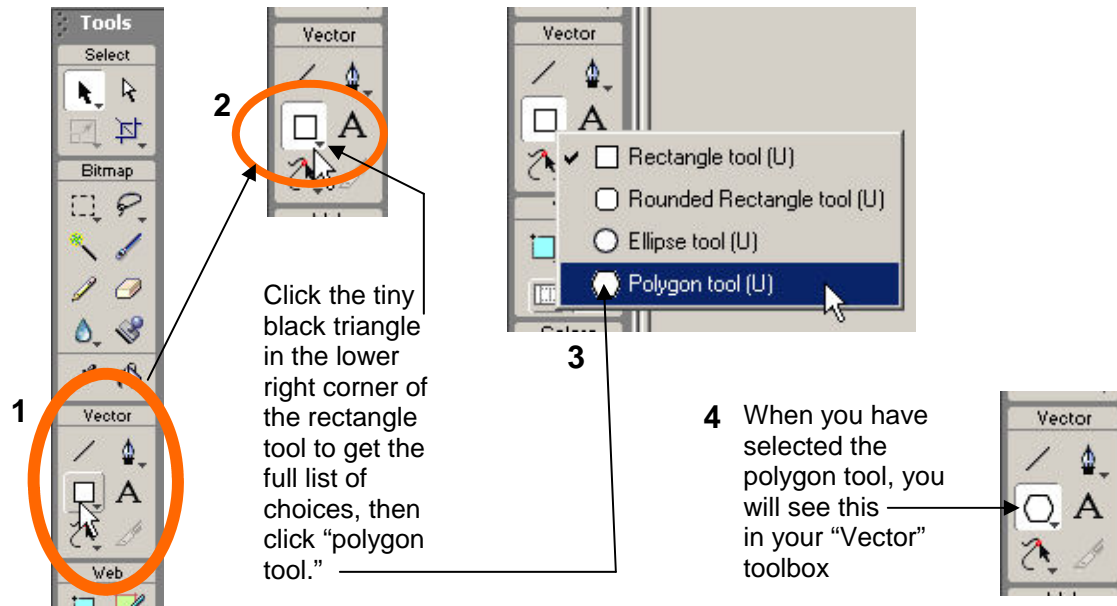 Tools
Select
Bitmap
1
Vector
Web
2
Vector
A
Click the tiny
black triangle
in the lower
right corner of
the rectangle
tool to get the
full list of
choices, then
click “polygon
tool.”
Vector
A
Rectangle tool (U)
Rounded Rectangle tool (U)
Ellipse tool (U)
Polygon tool (U)
3
4 When you have
selected the
polygon tool, you
will see this
in your “Vector”
toolbox
Vector
A
A